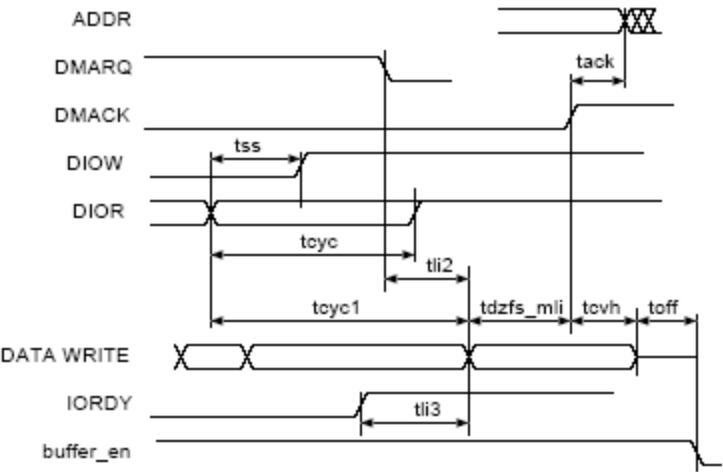 ADDR
DMARQ
tack
DMACK
tss
DIOW
DIOR
tcyc
tli2
tcyc1
tdzfs_mli
tcvh
toff
DATA WRITE
IORDY
tli3
buffer_en